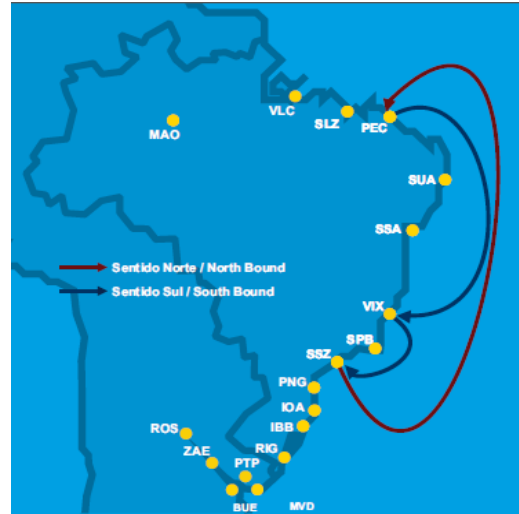 VLC
MAO
SLZ
PEC
SUA
SSA
Sentido Norte / North Bound
Sentido Sul / South Bound
VIX
SPB
SSZ
PNG
IOA
IBB
ROS
RIG
ZAE
PTP
BUE
MVD